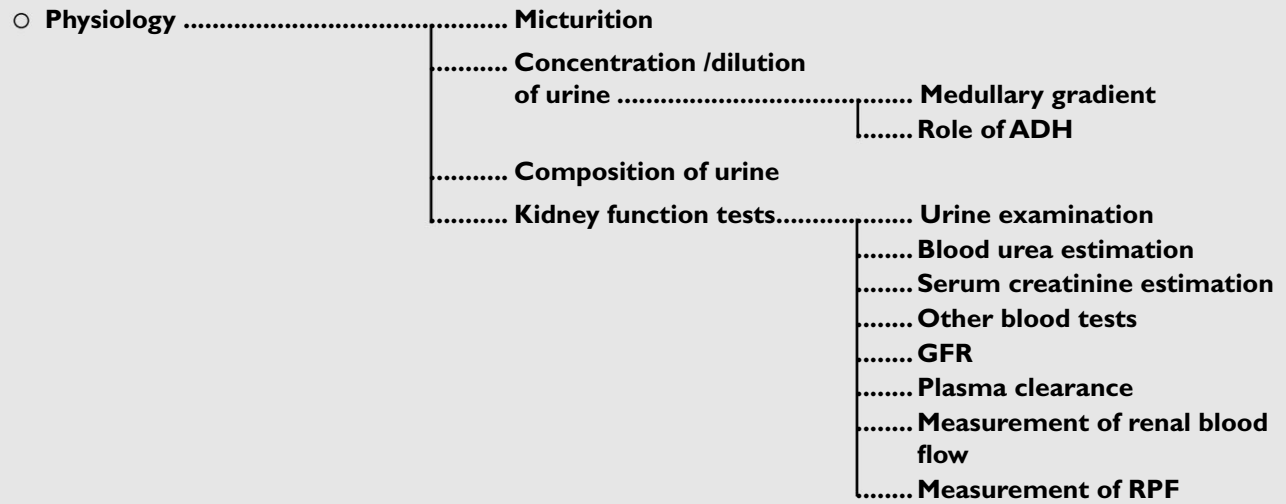 ○ Physiology ................................................ Micturition
........... Concentration /dilution
of urine ........................................... Medullary gradient
........ Role of ADH
........... Composition of urine
........... Kidney function tests.................... Urine examination
........ Blood urea estimation
........ Serum creatinine estimation
........ Other blood tests
........ GFR
........ Plasma clearance
........ Measurement of renal blood
flow
........ Measurement of RPF